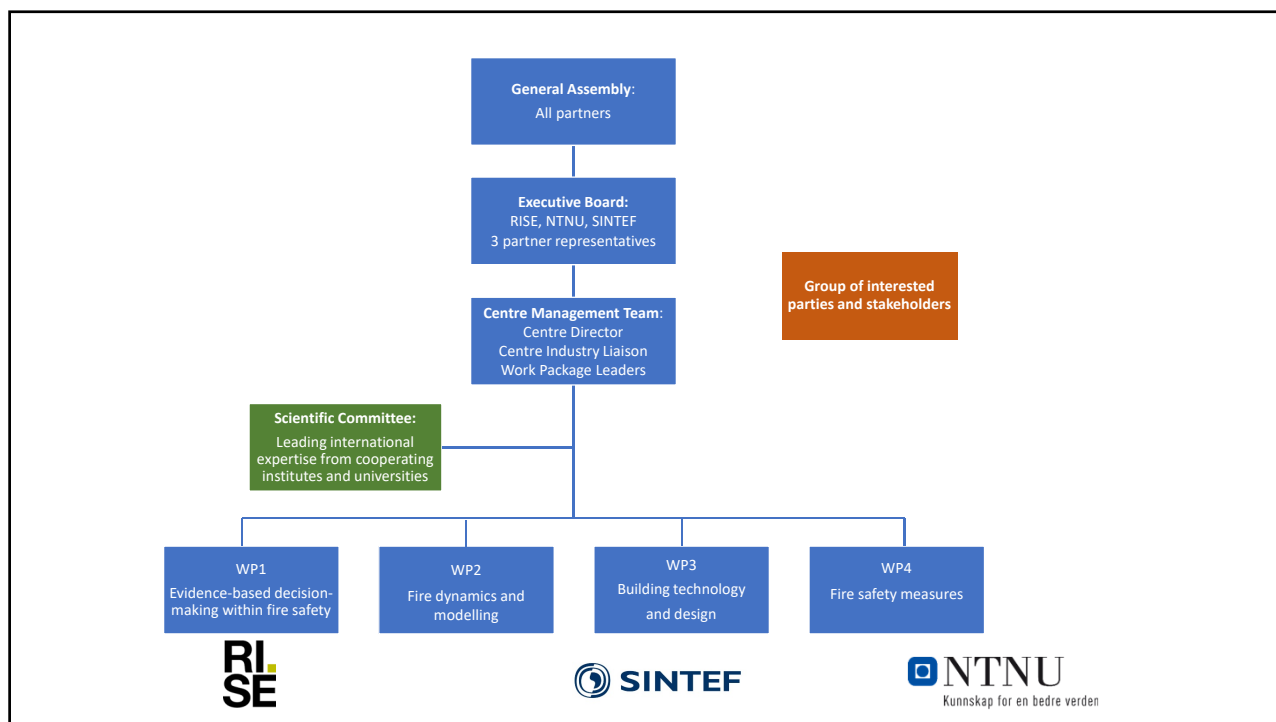 General Assembly:
All partners
Executive Board:
RISE, NTNU, SINTEF
3 partner representatives
Group of interested
parties and stakeholders
Centre Management Team:
Centre Director
Centre Industry Liaison
Work Package Leaders
Scientific Committee:
Leading international
expertise from cooperating
institutes and universities
WP1
Evidence-based decision-
making within fire safety
WP2
Fire dynamics and
modelling
WP3
Building technology
and design
WP4
Fire safety measures
RI.
SE
SINTEF
NTNU
Kunnskap for en bedre verden